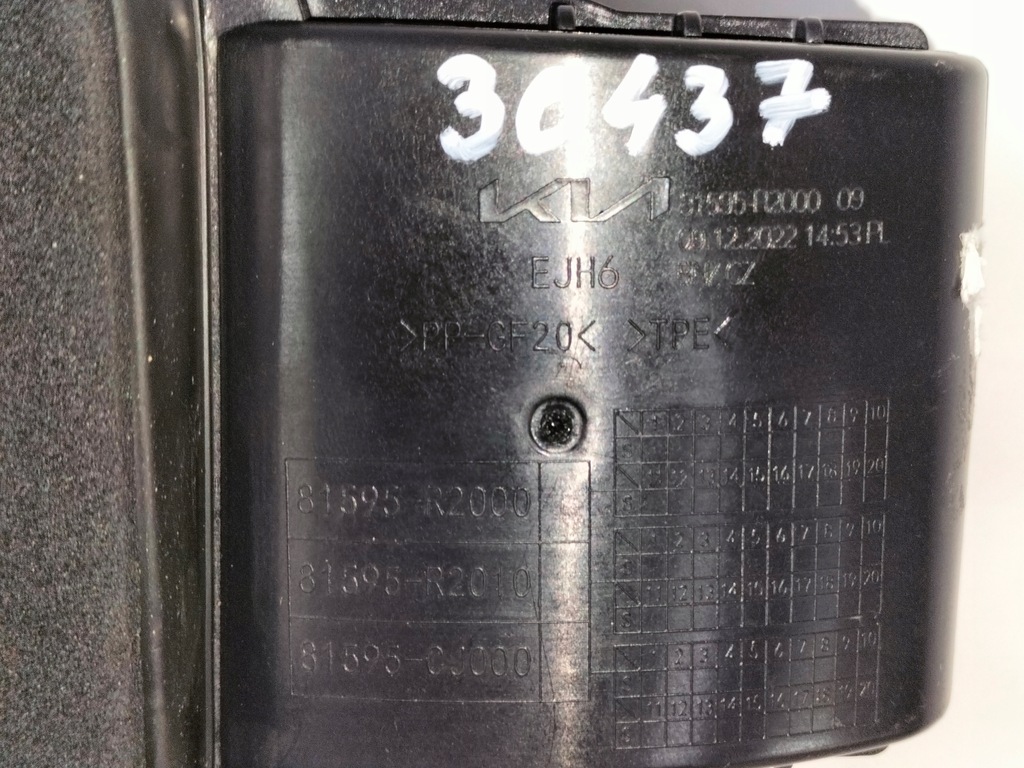 30437
KIA 81595-R2000 09
09.12.2022 14:53 PL
EJH6
>PP-GF20< >TPE<
81595-R2000
81595-R2010
81595-CJ000
1 2 3 4 5 6 7 8 9 10
11 12 13 14 15 16 17 18 19 20
1 2 3 4 5 6 7 8 9 10
11 12 13 14 15 16 17 18 19 20
1 2 3 4 5 6 7 8 9 10
11 12 13 14 15 16 17 18 19 20